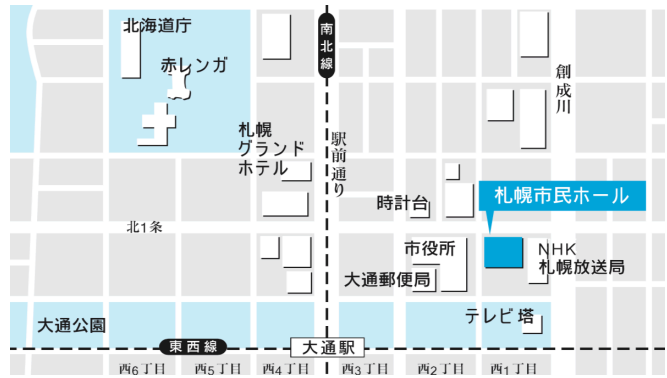 北海道庁
赤レンガ
南北線
創成川
札幌
グランド
ホテル
駅前通り
時計台
札幌市民ホール
北1条
市役所
NHK
札幌放送局
大通郵便局
大通公園
テレビ塔
東西線
大通駅
西6丁目
西5丁目
西4丁目
西3丁目
西2丁目
西1丁目